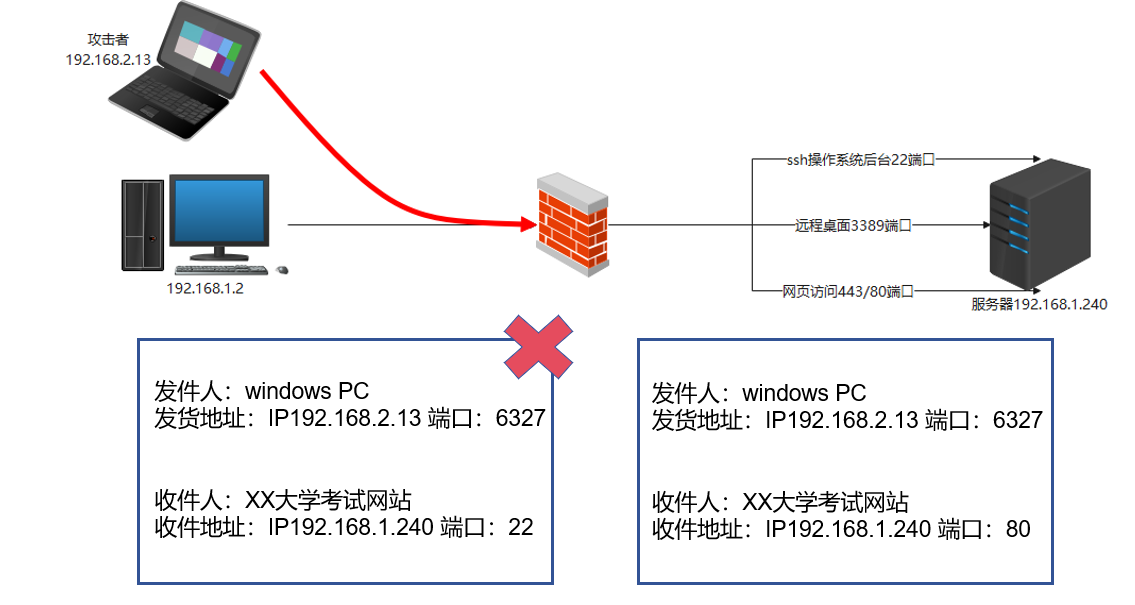 攻击者
192.168.2.13
192.168.1.2
ssh操作系统后台22端口
远程桌面3389端口
网页访问443/80端口
服务器192.168.1.240
发件人：windows PC
发货地址：IP192.168.2.13 端口：6327
收件人：XX大学考试网站
收件地址：IP192.168.1.240 端口：22
发件人：windows PC
发货地址：IP192.168.2.13 端口：6327
收件人：XX大学考试网站
收件地址：IP192.168.1.240 端口：80